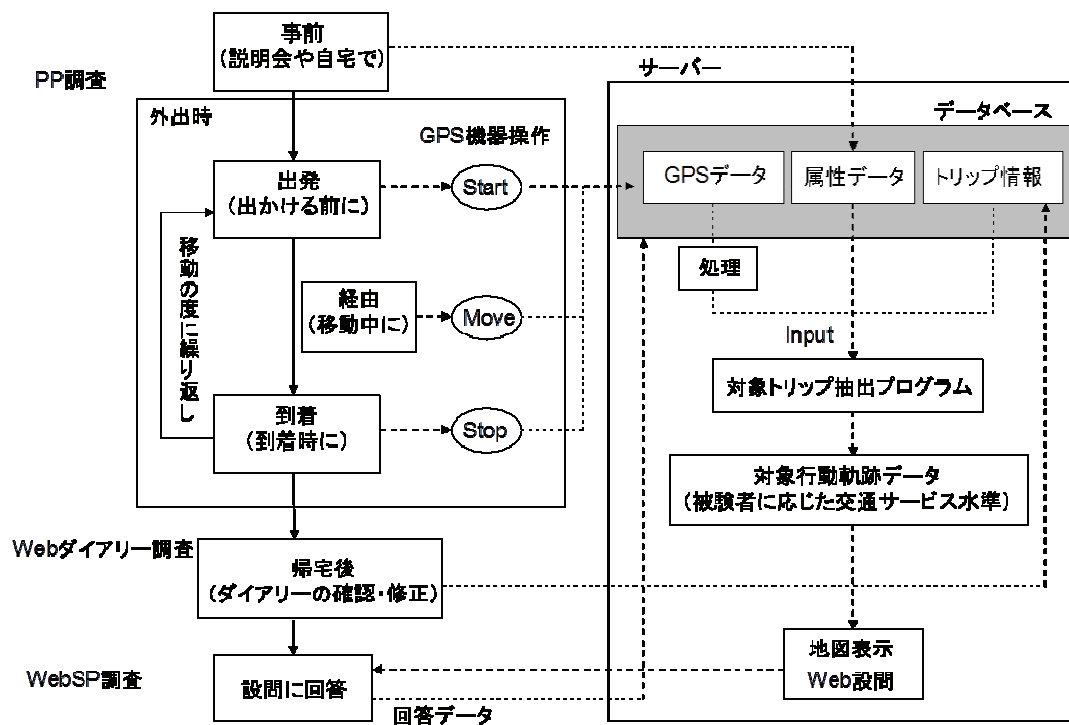 事前
(説明会や自宅で)
PP調査
サーバー
外出時
GPS機器操作
データベース
出発
(出かける前に)
Start
GPSデータ
属性データ
トリップ情報
移動の度に繰り返し
処理
経由
(移動中に)
Move
Input
対象トリップ抽出プログラム
到着
(到着時に)
Stop
対象行動軌跡データ
(被験者に応じた交通サービス水準)
Webダイアリー調査
帰宅後
(ダイアリーの確認・修正)
WebSP調査
設問に回答
地図表示
Web設問
回答データ